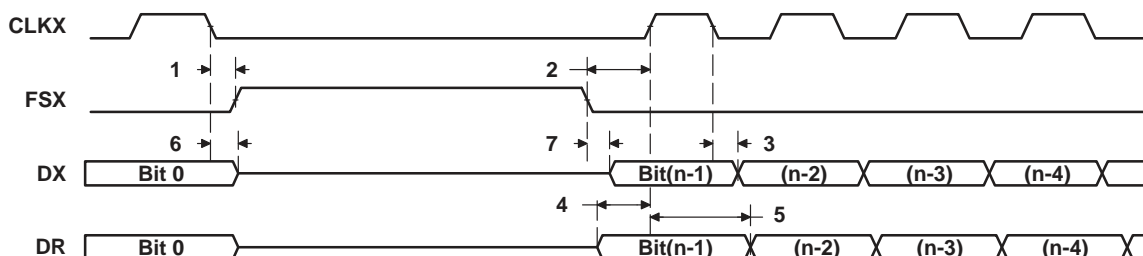 CLKX
1 2
FSX
6 7 3
DX Bit 0 Bit(n-1) (n-2) (n-3) (n-4)
4 5
DR Bit 0 Bit(n-1) (n-2) (n-3) (n-4)